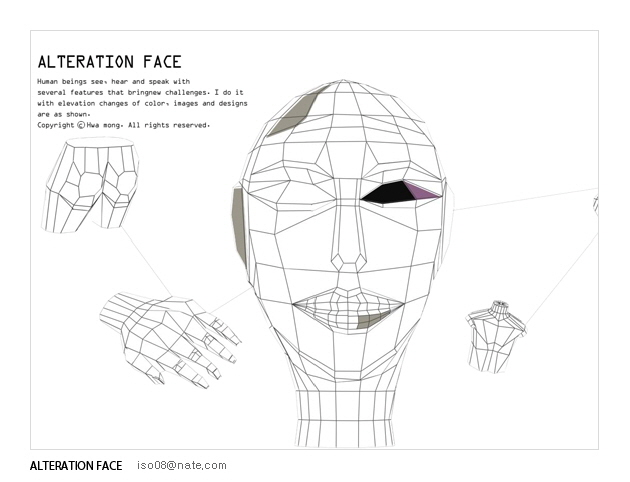 ALTERATION FACE
Human beings see, hear and speak with
several features that bringnew challenges. I do it
with elevation changes of color, images and designs
are as shown.
Copyright ⓒHwa mong. All rights reserved.
ALTERATION FACE iso08@nate,com